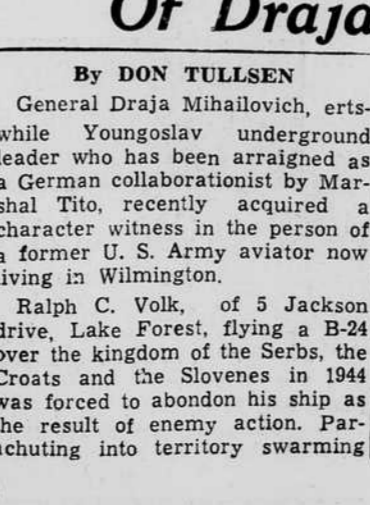 Of Draja
By DON TULLSEN
General Draja Mihailovich, erts-
while Youngoslav underground
leader who has been arraigned as
a German collaborationist by Mar-
shal Tito, recently acquired a
character witness in the person of
a former U. S. Army aviator now
living in Wilmington.
Ralph C. Volk, of 5 Jackson
drive, Lake Forest, flying a B-24
over the kingdom of the Serbs, the
Croats and the Slovenes in 1944
was forced to abondon his ship as
the result of enemy action. Par-
achuting into territory swarming